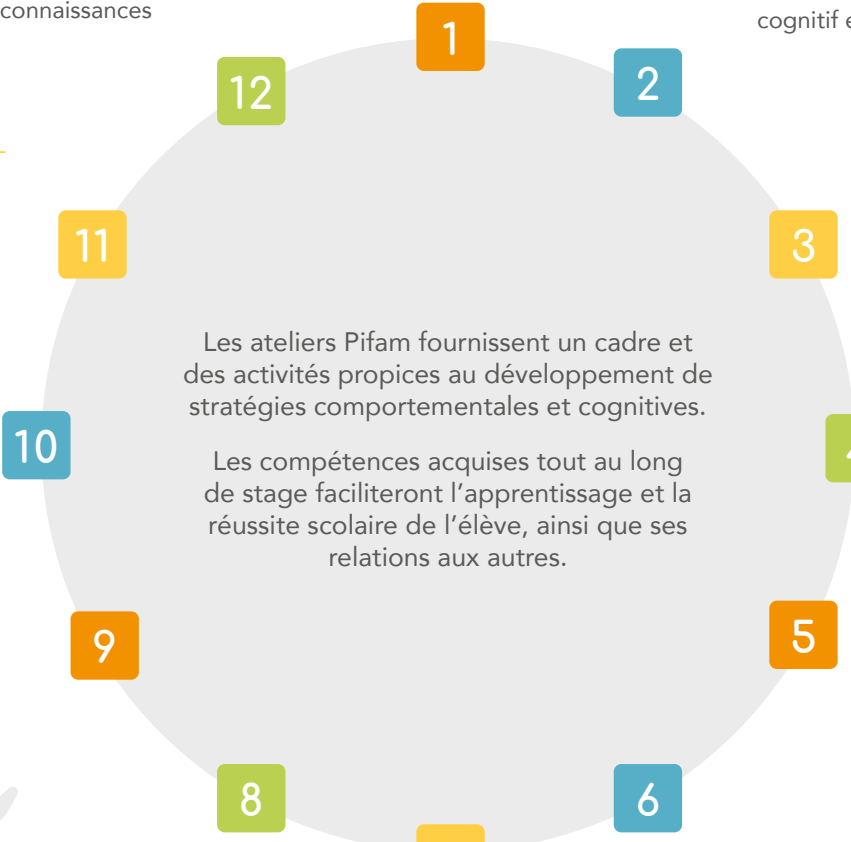 connaissances
cognitif
1
12
2
11
3
Les ateliers Pifam fournissent un cadre et
des activités propices au développement de
stratégies comportementales et cognitives.
10
Les compétences acquises tout au long
de stage faciliteront l’apprentissage et la
réussite scolaire de l’élève, ainsi que ses
relations aux autres.
9
5
8
6